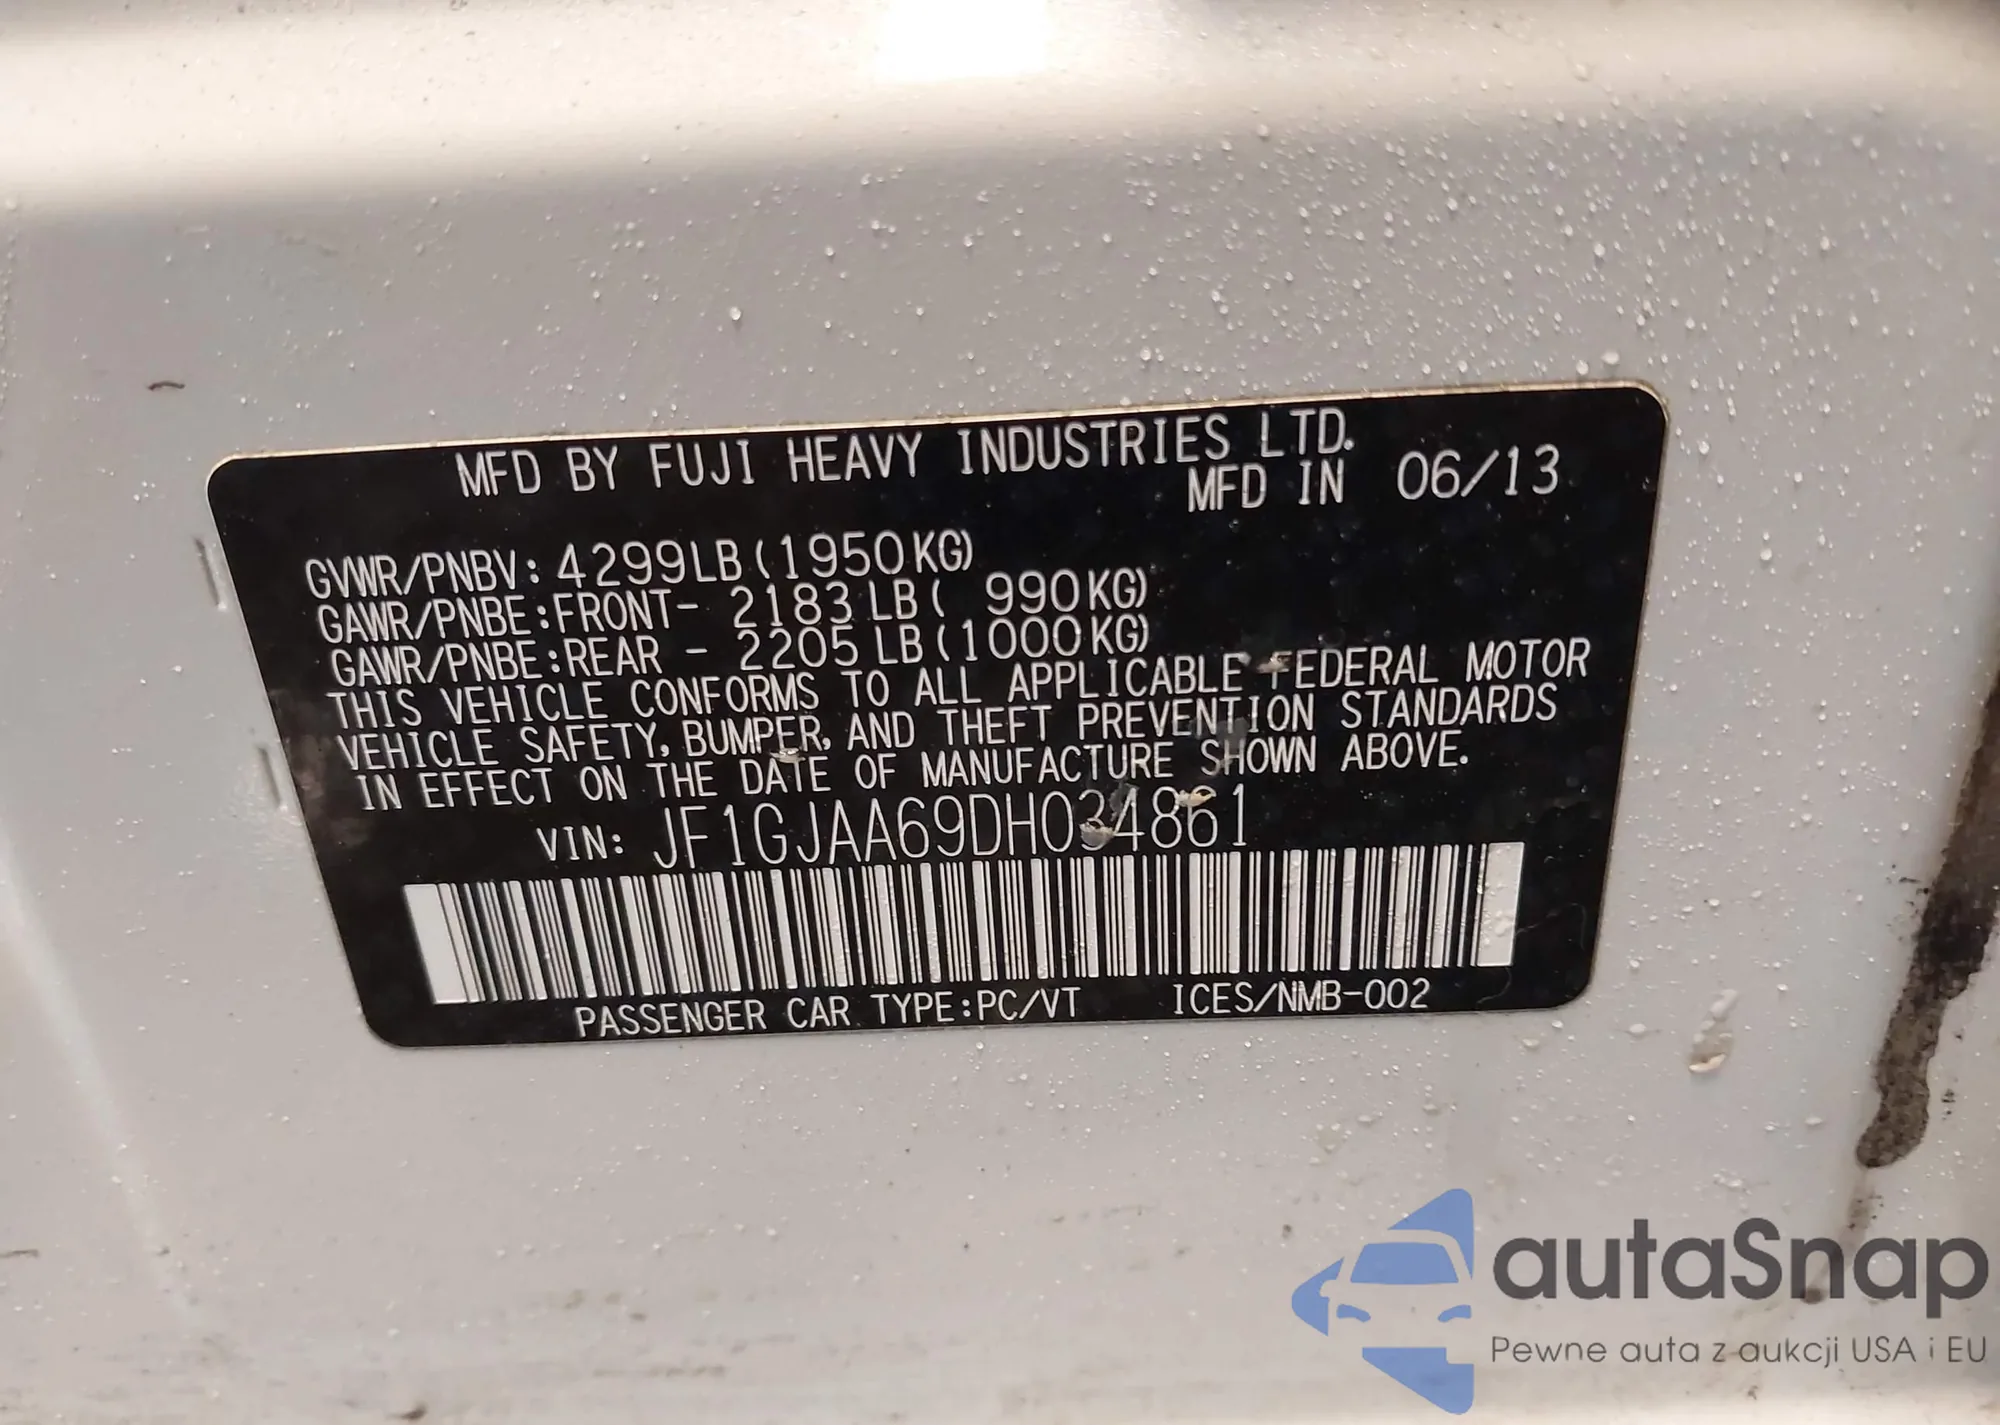 MFD BY FUJI HEAVY INDUSTRIES LTD.
MFD IN 06/13
GVWR/PNBV: 4299LB(1950KG)
GAWR/PNBE:FRONT- 2183LB( 990KG)
GAWR/PNBE:REAR - 2205LB(1000KG)
THIS VEHICLE CONFORMS TO ALL APPLICABLE FEDERAL MOTOR
VEHICLE SAFETY, BUMPER, AND THEFT PREVENTION STANDARDS
IN EFFECT ON THE DATE OF MANUFACTURE SHOWN ABOVE.
VIN: JF1GJAA69DH034861
PASSENGER CAR TYPE:PC/VT ICES/NMB-002
autaSnap
Pewne auta z aukcji USA i EU